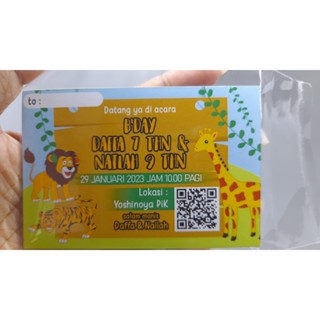 to :
Datang ya di acara
B'DAY
DAFFA 7 THN &
NAILAH 9 THN
29 JANUARI 2023 JAM 10.00 PAGI
Lokasi :
Yoshinoya PIK
salam manis
Daffa & Nailah